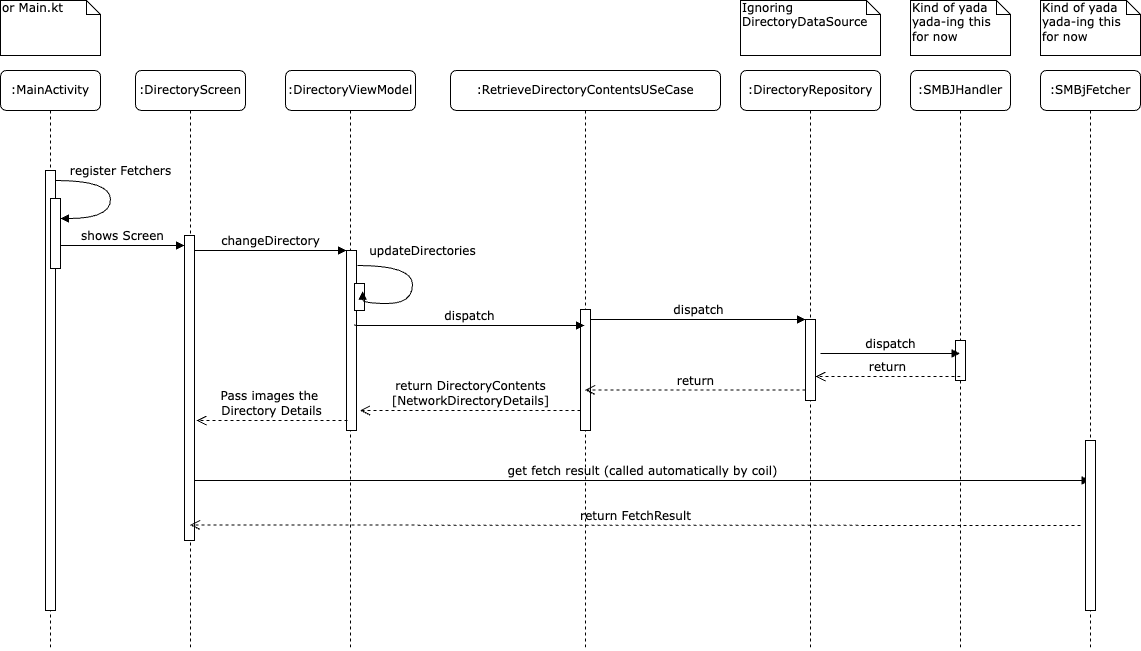 or Main.kt
Ignoring
DirectoryDataSource
Kind of yada
yada-ing this
for now
Kind of yada
yada-ing this
for now
:MainActivity
:DirectoryScreen
:DirectoryViewModel
:RetrieveDirectoryContentsUSeCase
:DirectoryRepository
:SMBJHandler
:SMBjFetcher
register Fetchers
shows Screen
changeDirectory
updateDirectories
dispatch
dispatch
dispatch
return
return
return DirectoryContents
[NetworkDirectoryDetails]
Pass images the
Directory Details
get fetch result (called automatically by coil)
return FetchResult